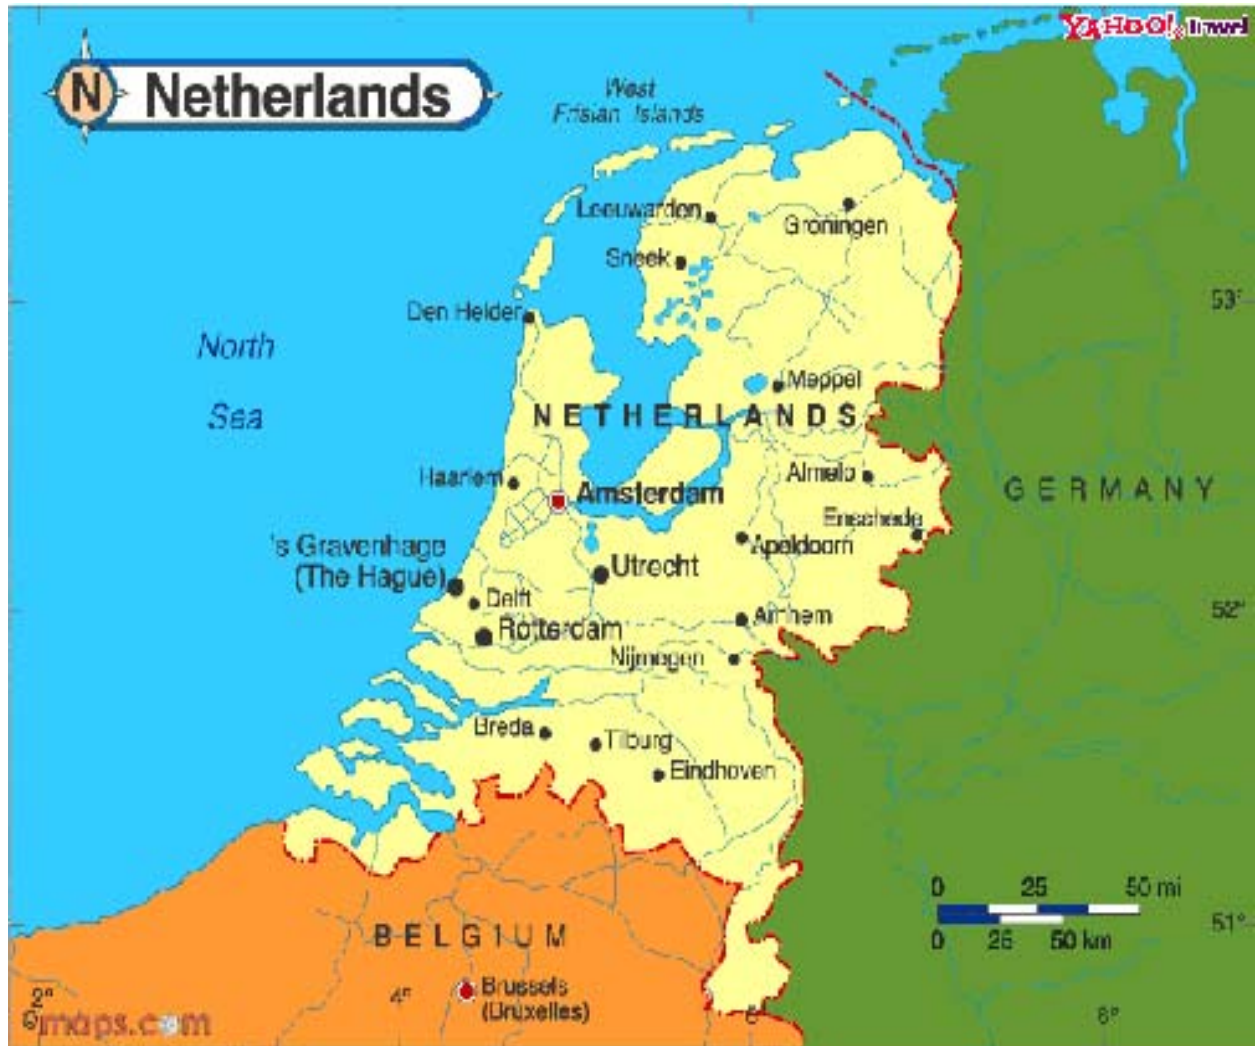 YAHOO! Travel
N Netherlands
West
Frisian Islands
Leeuwarden
Groningen
Sneek
Den Helder
53°
North
Sea
Meppel
NETHERLANDS
Haarlem
Almelo
Amsterdam
GERMANY
Enschede
's Gravenhage
(The Hague)
Apeldoorn
Utrecht
Delft
Arnhem
52°
Rotterdam
Nijmegen
Breda
Tilburg
Eindhoven
0 25 50 mi
0 25 50 km
51°
BELGIUM
Brussels
(Bruxelles)
2° 4° 6° 8°
©maps.com